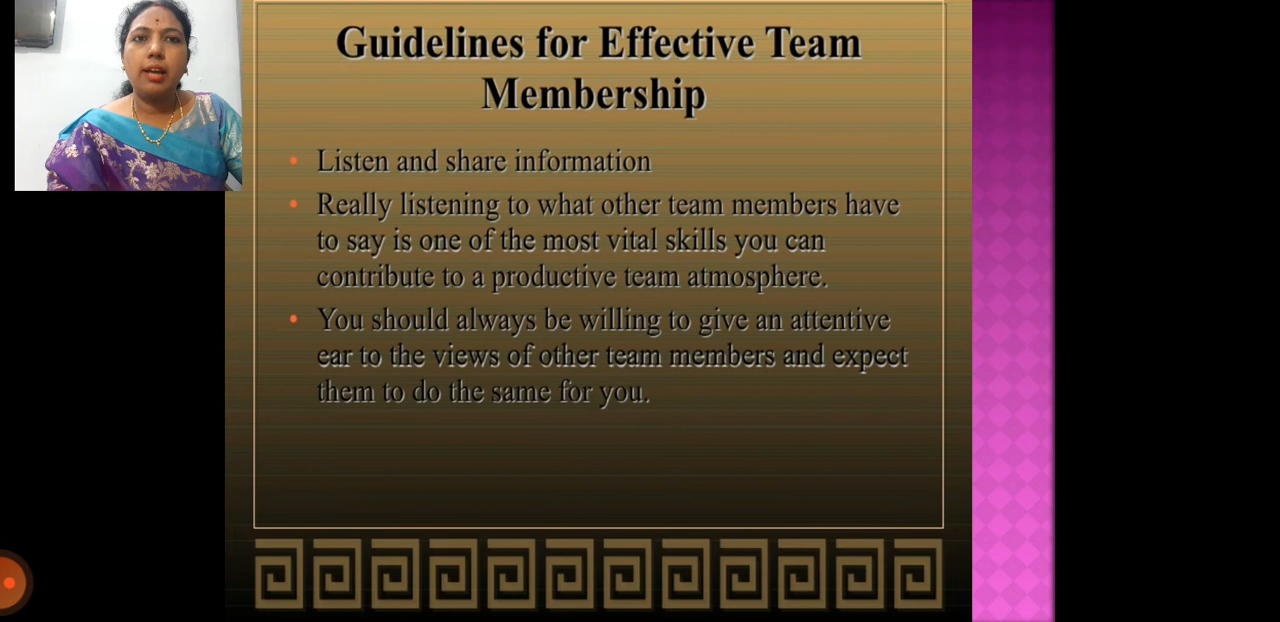 Guidelines for Effective Team
Membership
• Listen and share information
• Really listening to what other team members have
to say is one of the most vital skills you can
contribute to a productive team atmosphere.
• You should always be willing to give an attentive
ear to the views of other team members and expect
them to do the same for you.